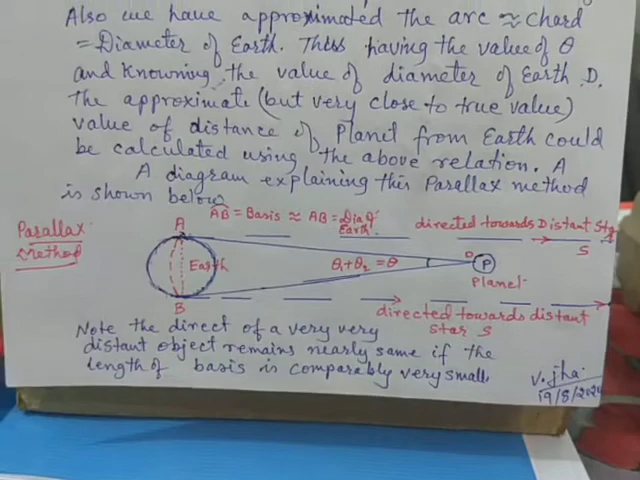 Also we have approximated the arc ≈ chord
= Diameter of Earth. Thus having the value of θ
and knowning the value of diameter of Earth D.
The approximate (but very close to true value)
value of distance of Planet from Earth could
be calculated using the above relation. A
A diagram explaining this Parallax method
is shown below
Parallax
method
A
AB = Basis ≈ AB = Dia of
Earth.
directed towards Distant Star
S
Earth
θ₁+θ₂ = θ
O
P
Planet
B
directed towards distant
Star S
Note the direct of a very very
distant object remains nearly same if the
length of basis is comparably very small.
V. jha
19/8/2024